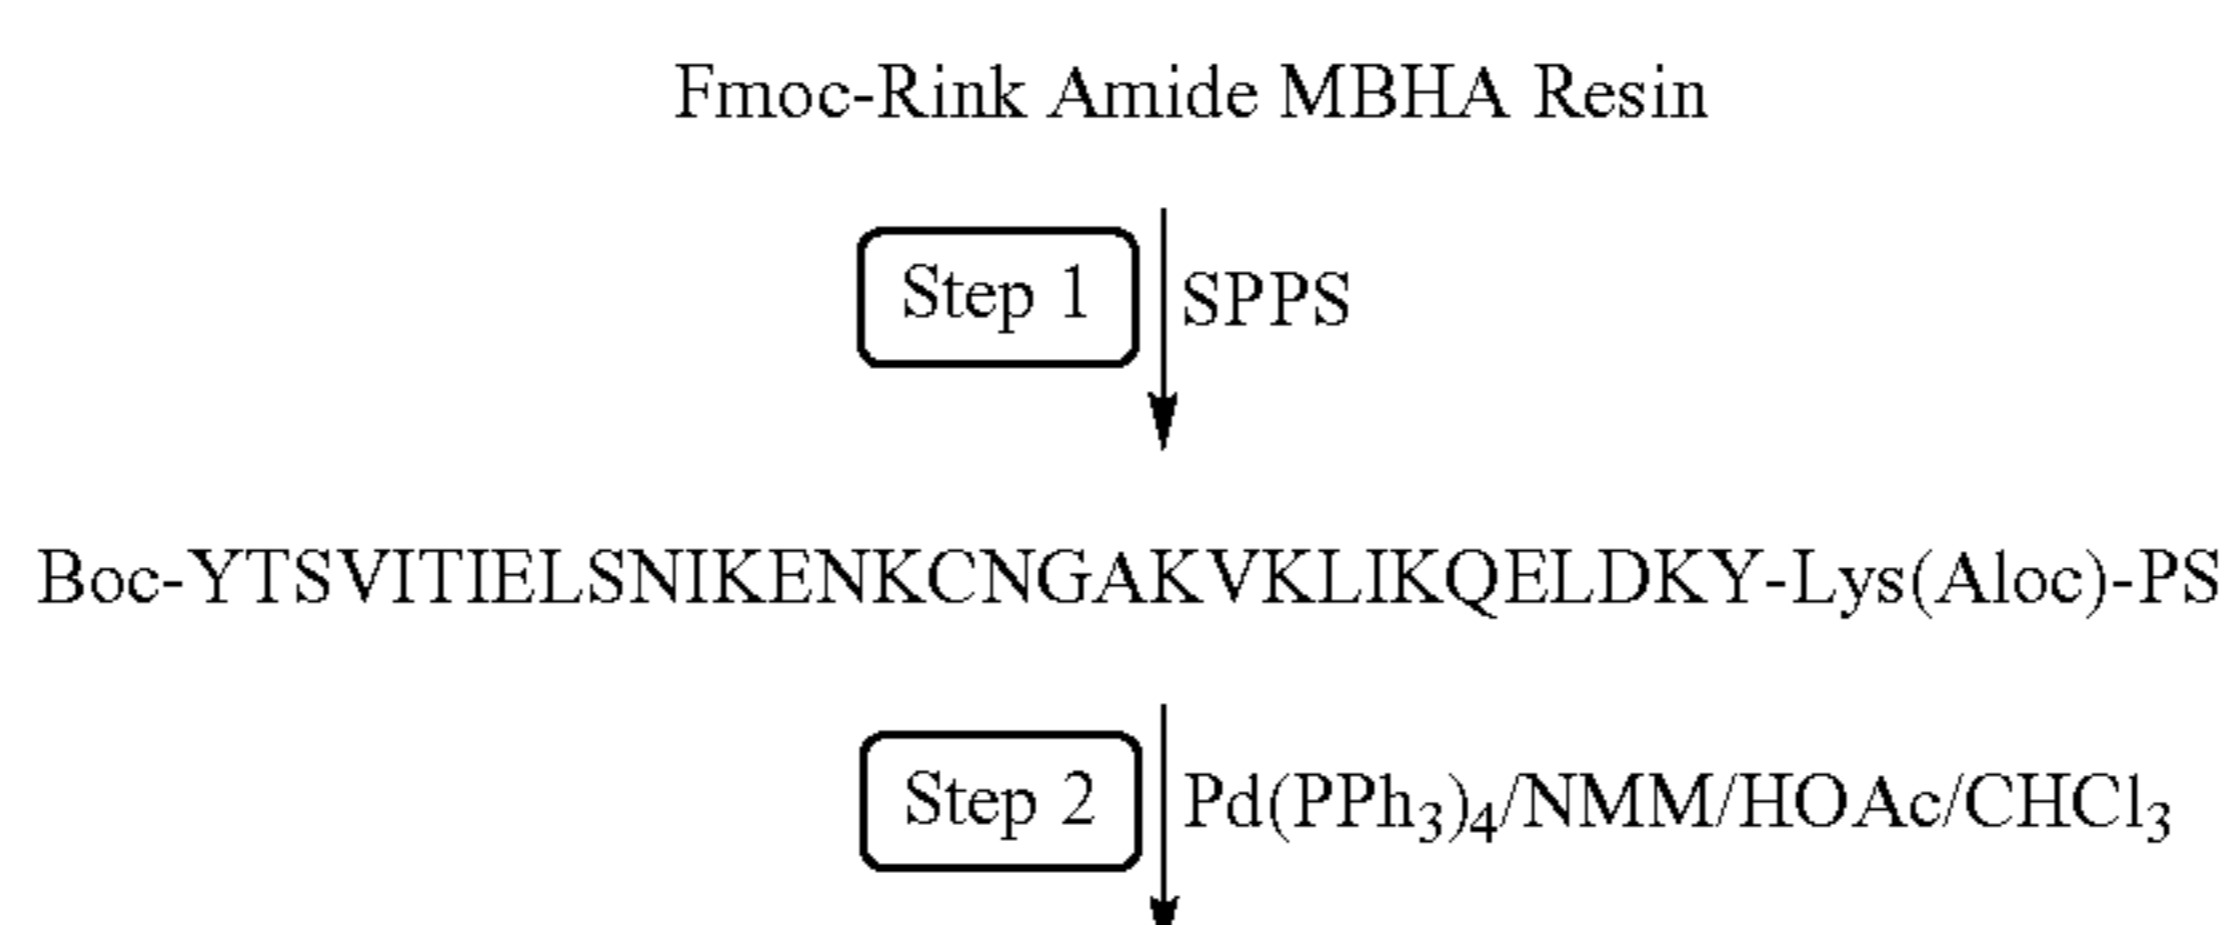 Fmoc-Rink Amide MBHA Resin
Step 1
SPPS
Boc-YTSVITIELSNIKENKCNGAKVKLIKQELDKY-Lys(Aloc)-PS
Step 2
Pd(PPh3)4/NMM/HOAc/CHCl3